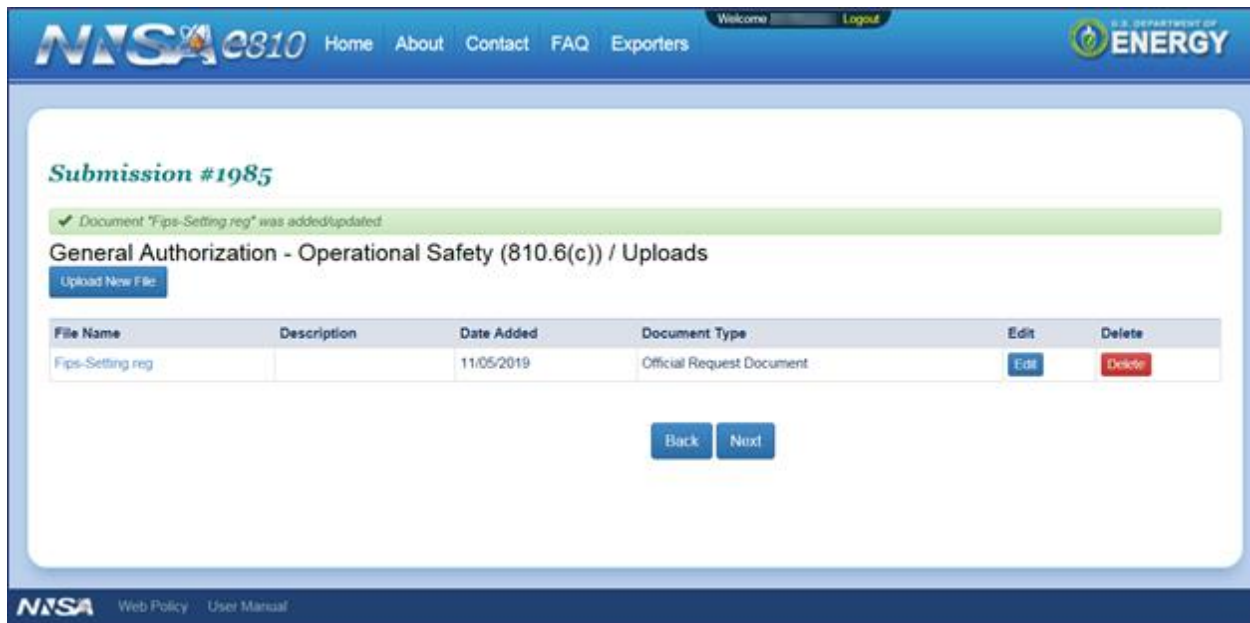 Welcome Logout
NNSA e810 Home About Contact FAQ Exporters
U.S. DEPARTMENT OF
ENERGY
Submission #1985
Document "Fips-Setting.reg" was added/updated
General Authorization - Operational Safety (810.6(c)) / Uploads
Upload New File
File Name Description Date Added Document Type Edit Delete
Fips-Setting.reg 11/05/2019 Official Request Document Edit Delete
Back Next
NNSA Web Policy User Manual